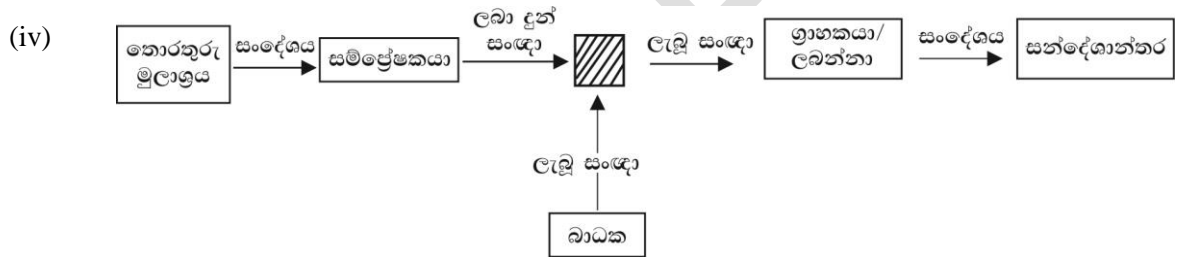 (iv)
තොරතුරු
මුලාශ්‍රය
සංදේශය
සම්ප්‍රේෂකයා
ලබා දුන්
සංඥා
ලැබූ සංඥා
ග්‍රාහකයා/
ලබන්නා
සංදේශය
සන්දේශාන්තර
ලැබූ සංඥා
බාධක